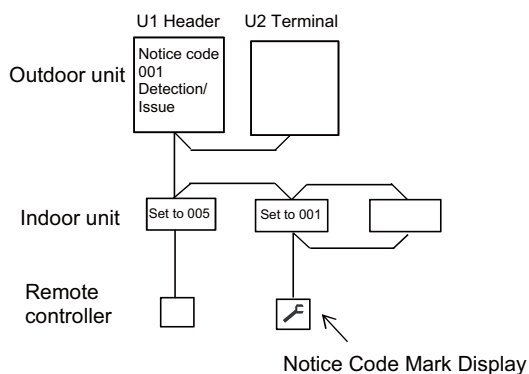 U1 Header
U2 Terminal
Outdoor unit
Notice code
001
Detection/
Issue
Indoor unit
Set to 005
Set to 001
Remote
controller
Notice Code Mark Display